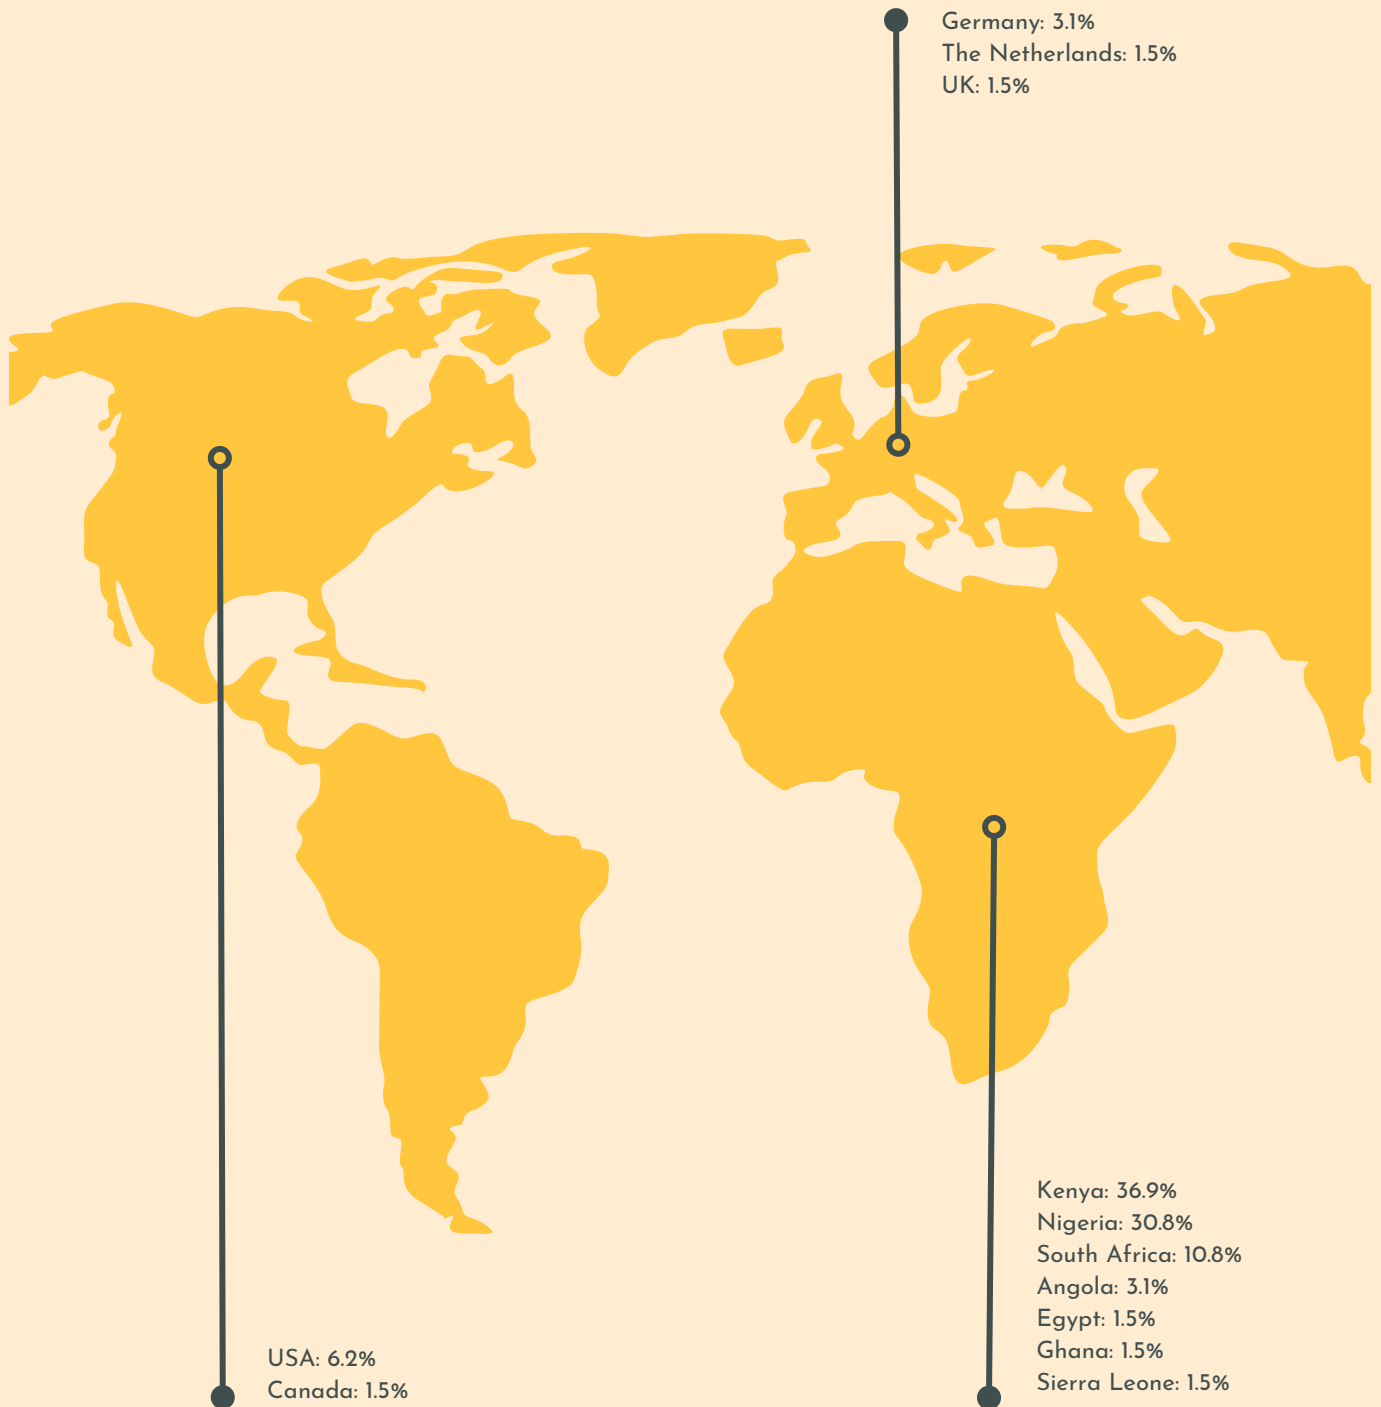 Germany: 3.1%
The Netherlands: 1.5%
UK: 1.5%
Kenya: 36.9%
Nigeria: 30.8%
South Africa: 10.8%
Angola: 3.1%
Egypt: 1.5%
Ghana: 1.5%
Sierra Leone: 1.5%
USA: 6.2%
Canada: 1.5%